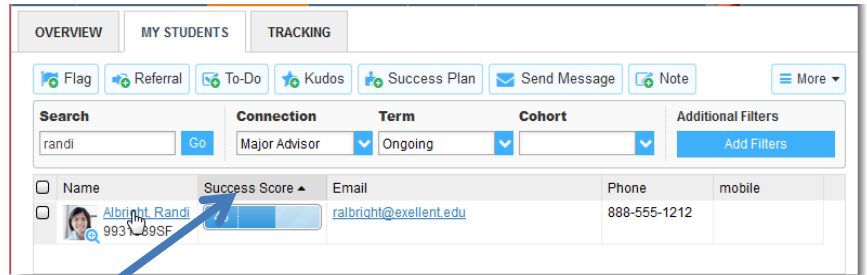 OVERVIEW MY STUDENTS TRACKING
Flag Referral To-Do Kudos Success Plan Send Message Note More
Search Connection Term Cohort Additional Filters
randi Go Major Advisor Ongoing Add Filters
Name Success Score Email Phone mobile
Albright, Randi ralbright@exellent.edu 888-555-1212